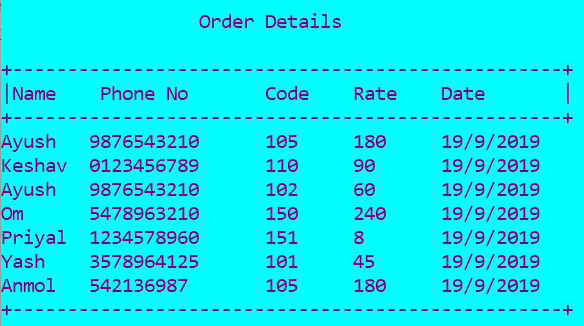 Order Details
+--------------------------------------------------+
|Name    Phone No       Code    Rate    Date       |
+--------------------------------------------------+
Ayush   9876543210      105     180     19/9/2019
Keshav  0123456789      110     90      19/9/2019
Ayush   9876543210      102     60      19/9/2019
Om      5478963210      150     240     19/9/2019
Priyal  1234578960      151     8       19/9/2019
Yash    3578964125      101     45      19/9/2019
Anmol   542136987       105     180     19/9/2019
+--------------------------------------------------+